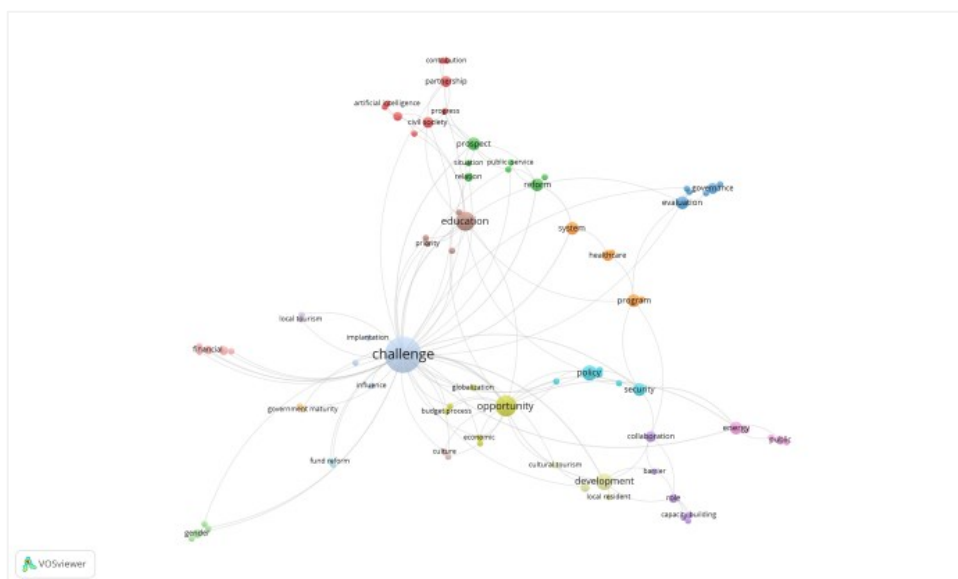 contribution
partnership
artificial intelligence
progress
civil society
prospect
situation
public service
religion
reform
governance
evaluation
education
system
priority
healthcare
program
local tourism
implantation
financial
challenge
policy
influence
globalization
security
opportunity
government maturity
budget process
energy
economic
collaboration
public
culture
fund reform
cultural tourism
barrier
development
local resident
role
capacity building
gender
VOSviewer